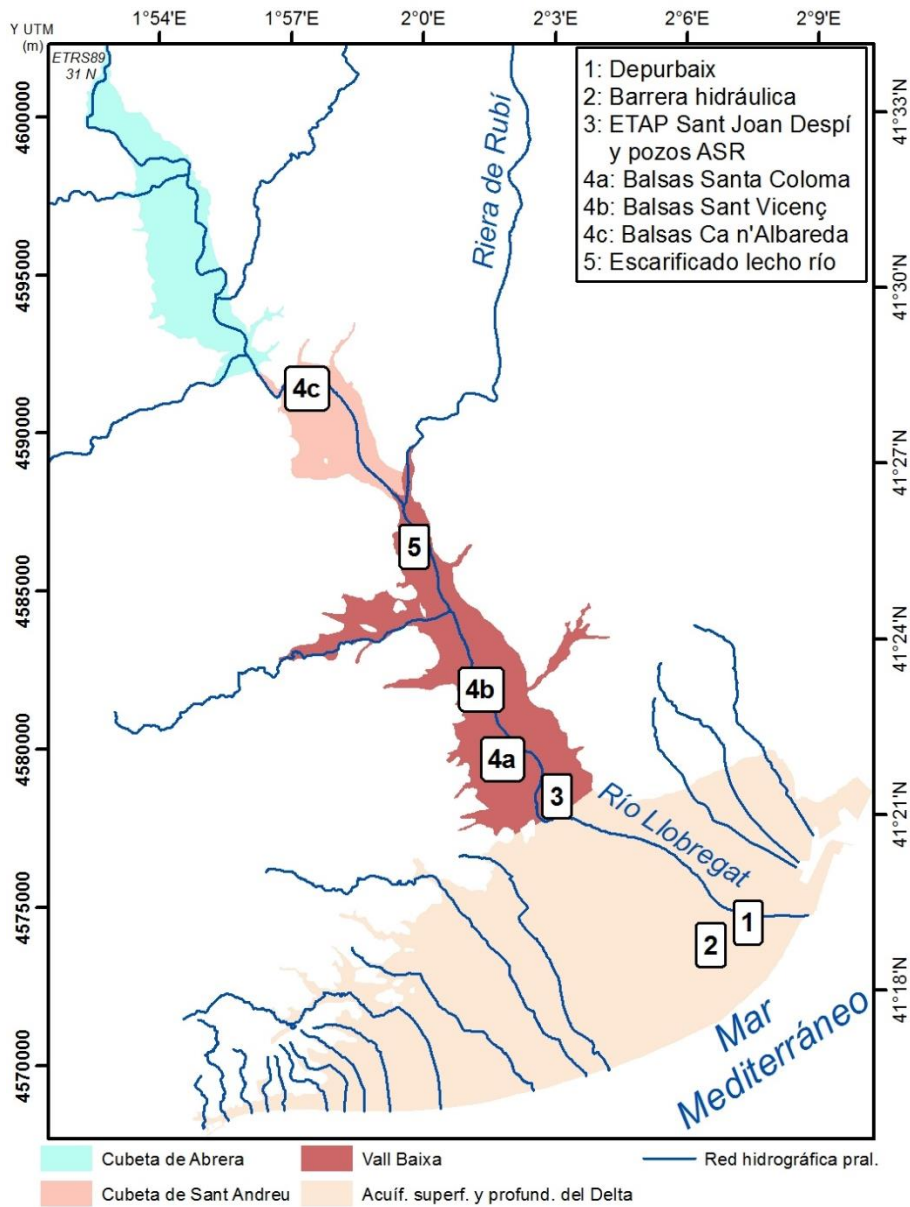 1°54'E 1°57'E 2°0'E 2°3'E 2°6'E 2°9'E
Y UTM
(m)
ETRS89
31 N
4600000
4595000
4590000
4585000
4580000
4575000
4570000
41°33'N
41°30'N
41°27'N
41°24'N
41°21'N
41°18'N
1: Depurbaix
2: Barrera hidráulica
3: ETAP Sant Joan Despí
y pozos ASR
4a: Balsas Santa Coloma
4b: Balsas Sant Vicenç
4c: Balsas Ca n'Albareda
5: Escarificado lecho río
Riera de Rubí
4c
5
4b
4a
3
Río Llobregat
1
2
Mar
Mediterráneo
Cubeta de Abrera
Vall Baixa
Red hidrográfica pral.
Cubeta de Sant Andreu
Acuíf. superf. y profund. del Delta